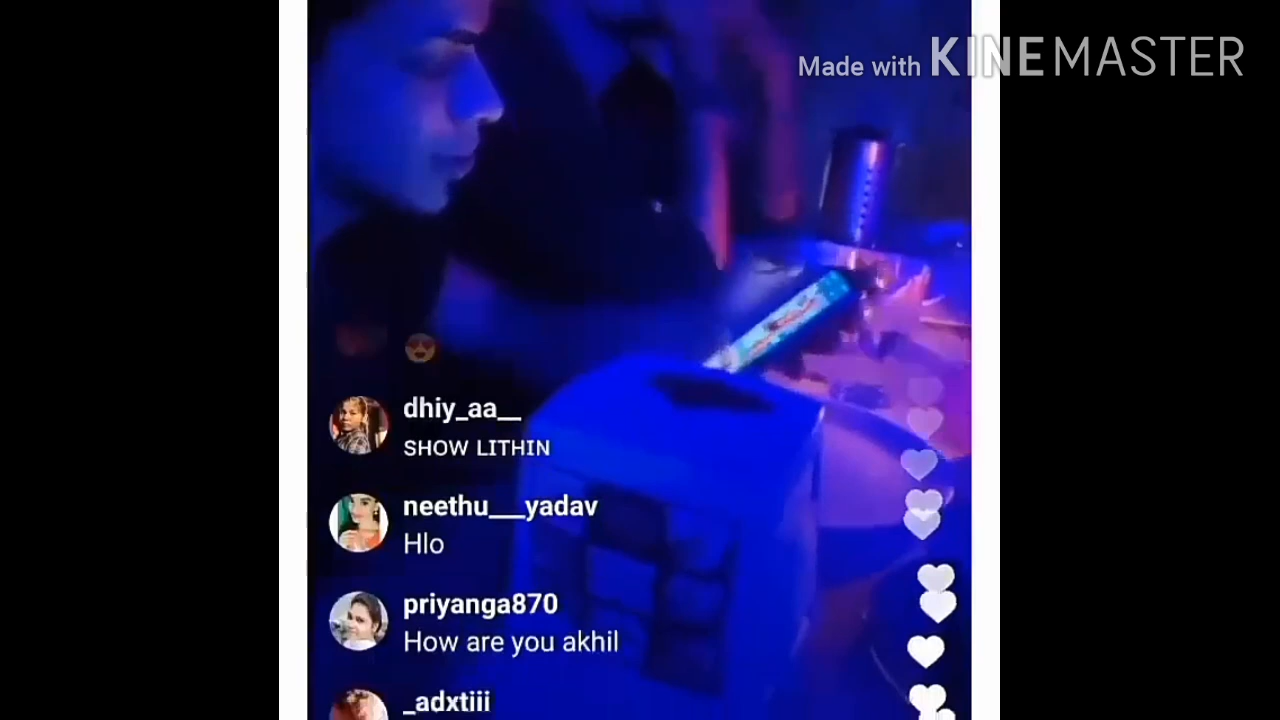 Made with KINEMASTER
dhiy_aa__
SHOW LITHIN
neethu___yadav
Hlo
priyanga870
How are you akhil
_adxtiii